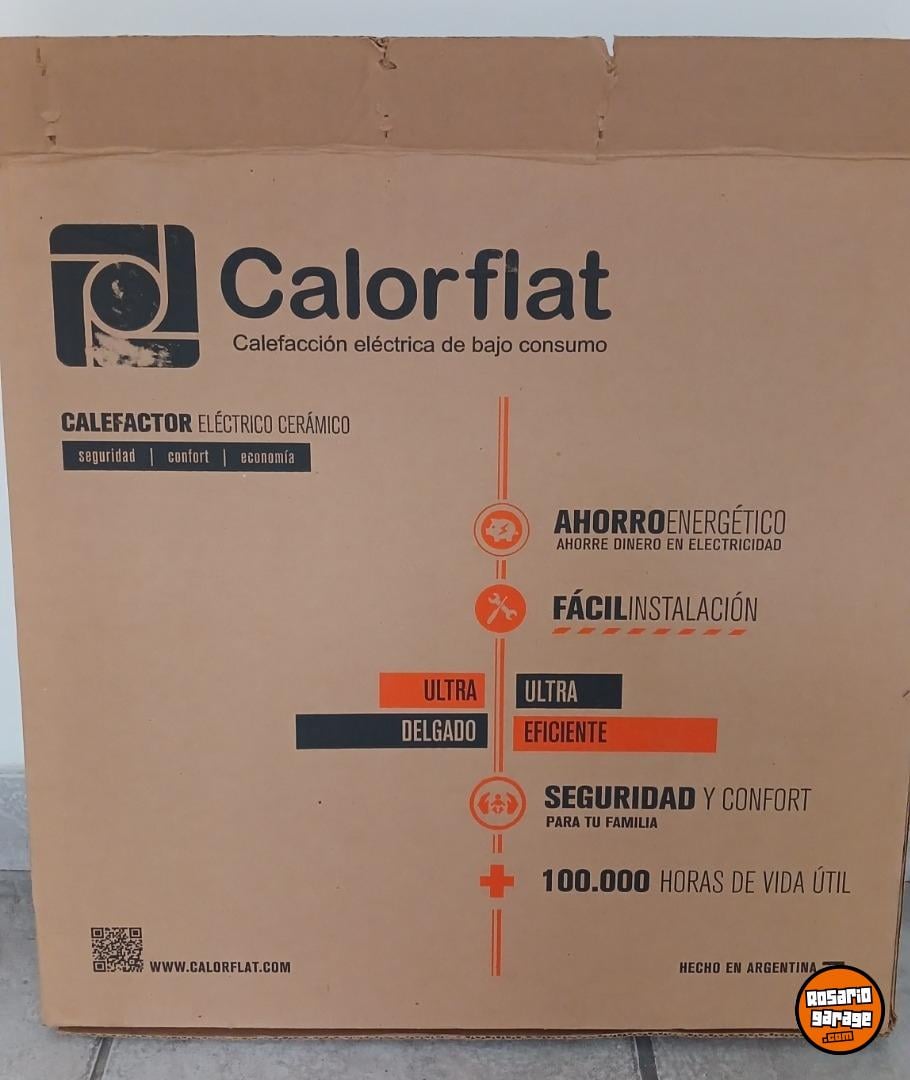 Calorflat
Calefacción eléctrica de bajo consumo
CALEFACTOR ELÉCTRICO CERÁMICO
seguridad | confort | economía
AHORROENERGÉTICO
AHORRE DINERO EN ELECTRICIDAD
FÁCILINSTALACIÓN
ULTRA
DELGADO
ULTRA
EFICIENTE
SEGURIDAD Y CONFORT
PARA TU FAMILIA
100.000 HORAS DE VIDA ÚTIL
WWW.CALORFLAT.COM
HECHO EN ARGENTINA
Rosario
garage
.com